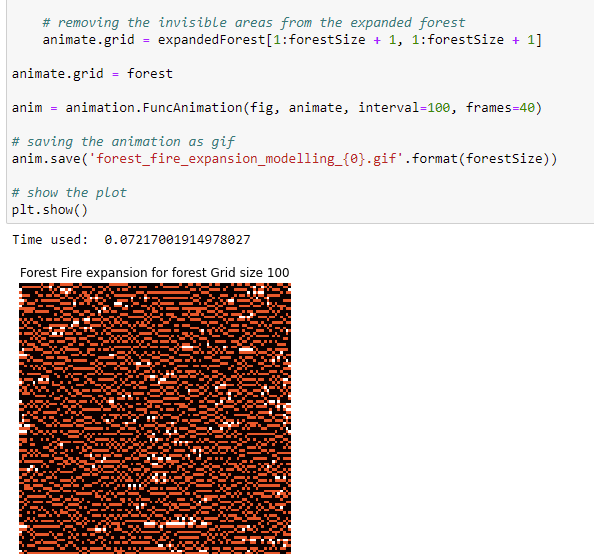 # removing the invisible areas from the expanded forest
animate.grid = expandedForest[1:forestSize + 1, 1:forestSize + 1]
animate.grid = forest
anim = animation.FuncAnimation(fig, animate, interval=100, frames=40)
# saving the animation as gif
anim.save('forest_fire_expansion_modelling_{0}.gif'.format(forestSize))
# show the plot
plt.show()
Time used:  0.07217001914978027
Forest Fire expansion for forest Grid size 100